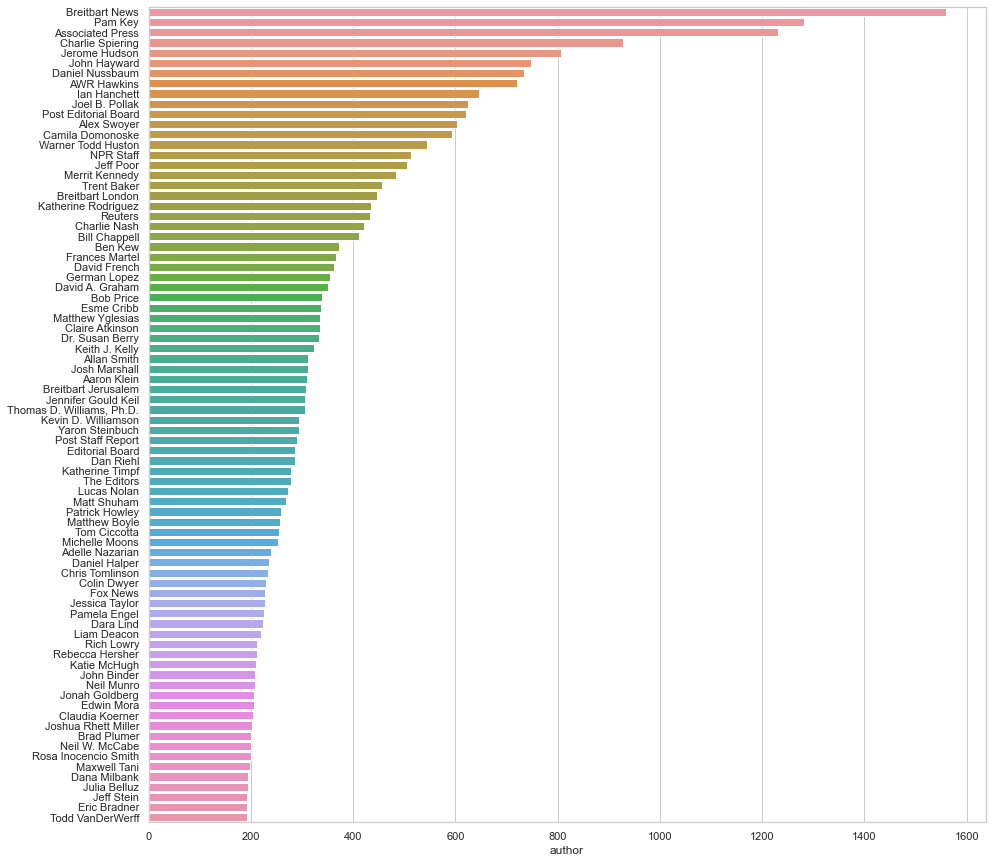 Breitbart News
Pam Key
Associated Press
Charlie Spiering
Jerome Hudson
John Hayward
Daniel Nussbaum
AWR Hawkins
Ian Hanchett
Joel B. Pollak
Post Editorial Board
Alex Swoyer
Camila Domonoske
Warner Todd Huston
NPR Staff
Jeff Poor
Merrit Kennedy
Trent Baker
Breitbart London
Katherine Rodriguez
Reuters
Charlie Nash
Bill Chappell
Ben Kew
Frances Martel
David French
German Lopez
David A. Graham
Bob Price
Esme Cribb
Matthew Yglesias
Claire Atkinson
Dr. Susan Berry
Keith J. Kelly
Allan Smith
Josh Marshall
Aaron Klein
Breitbart Jerusalem
Jennifer Gould Keil
Thomas D. Williams, Ph.D.
Kevin D. Williamson
Yaron Steinbuch
Post Staff Report
Editorial Board
Dan Riehl
Katherine Timpf
The Editors
Lucas Nolan
Matt Shuham
Patrick Howley
Matthew Boyle
Tom Ciccotta
Michelle Moons
Adelle Nazarian
Daniel Halper
Chris Tomlinson
Colin Dwyer
Fox News
Jessica Taylor
Pamela Engel
Dara Lind
Liam Deacon
Rich Lowry
Rebecca Hersher
Katie McHugh
John Binder
Neil Munro
Jonah Goldberg
Edwin Mora
Claudia Koerner
Joshua Rhett Miller
Brad Plumer
Neil W. McCabe
Rosa Inocencio Smith
Maxwell Tani
Dana Milbank
Julia Belluz
Jeff Stein
Eric Bradner
Todd VanDerWerff
0 200 400 600 800 1000 1200 1400 1600
author